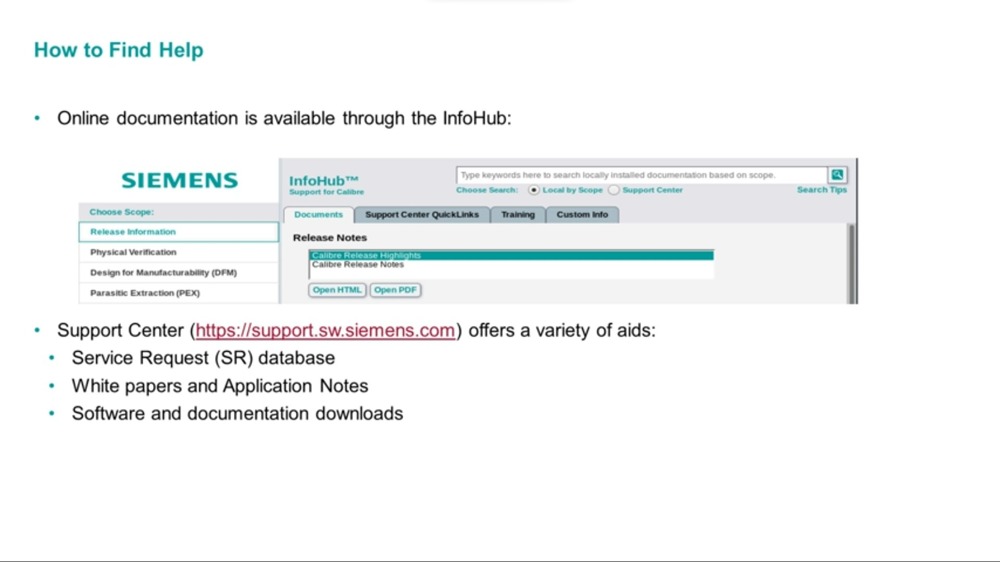 How to Find Help
• Online documentation is available through the InfoHub:
SIEMENS
InfoHub™
Support for Calibre
Type keywords here to search locally installed documentation based on scope.
Choose Search: Local by Scope Support Center Search Tips
Choose Scope:
Release Information
Physical Verification
Design for Manufacturability (DFM)
Parasitic Extraction (PEX)
Documents Support Center QuickLinks Training Custom Info
Release Notes
Calibre Release Highlights
Calibre Release Notes
Open HTML Open PDF
• Support Center (https://support.sw.siemens.com) offers a variety of aids:
• Service Request (SR) database
• White papers and Application Notes
• Software and documentation downloads